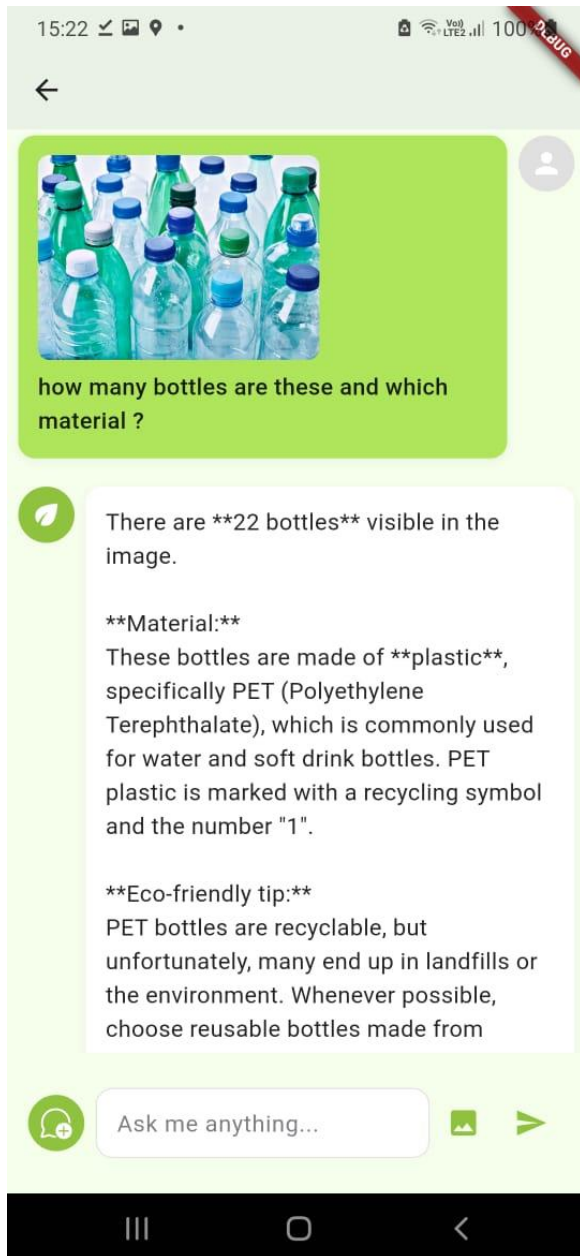 15:22
Vo)) LTE2 100%
DEBUG
how many bottles are these and which
material ?
There are **22 bottles** visible in the
image.
**Material:**
These bottles are made of **plastic**,
specifically PET (Polyethylene
Terephthalate), which is commonly used
for water and soft drink bottles. PET
plastic is marked with a recycling symbol
and the number "1".
**Eco-friendly tip:**
PET bottles are recyclable, but
unfortunately, many end up in landfills or
the environment. Whenever possible,
choose reusable bottles made from
Ask me anything...